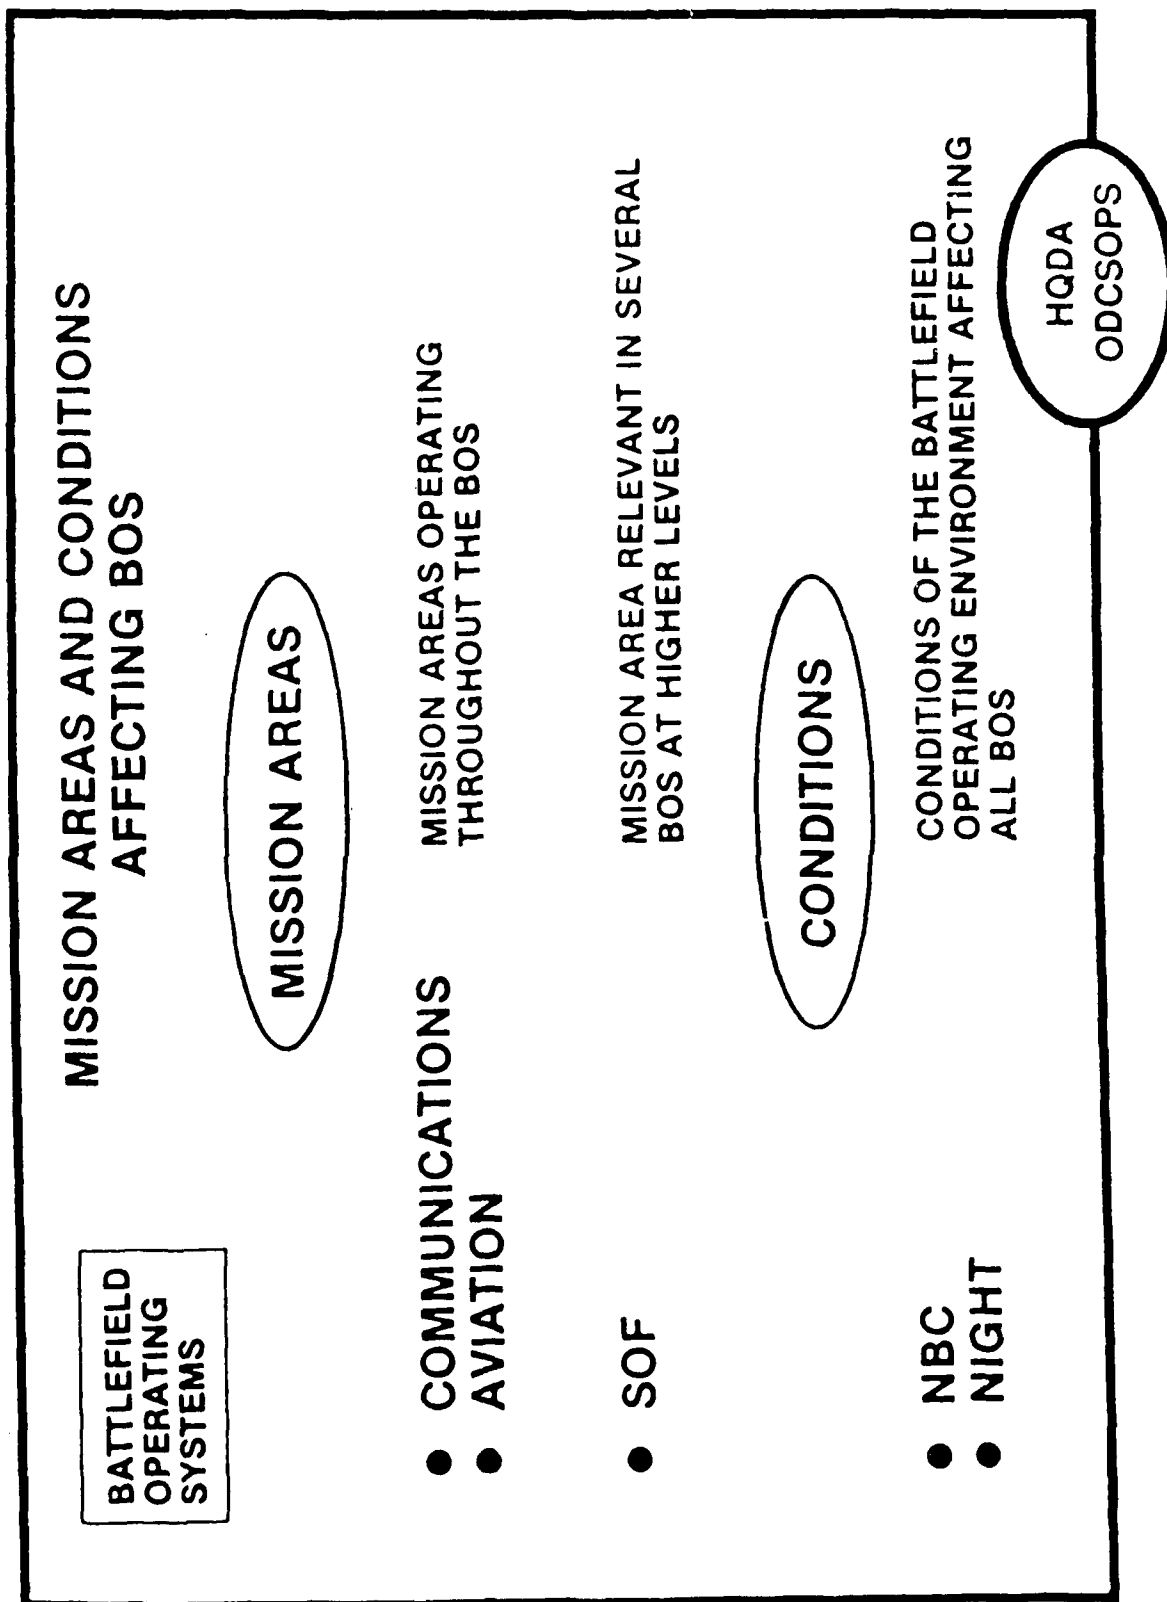 BATTLEFIELD
OPERATING
SYSTEMS
MISSION AREAS AND CONDITIONS
AFFECTING BOS
MISSION AREAS
● COMMUNICATIONS
● AVIATION
MISSION AREAS OPERATING
THROUGHOUT THE BOS
● SOF
MISSION AREA RELEVANT IN SEVERAL
BOS AT HIGHER LEVELS
CONDITIONS
● NBC
● NIGHT
CONDITIONS OF THE BATTLEFIELD
OPERATING ENVIRONMENT AFFECTING
ALL BOS
HQDA
ODCSOPS